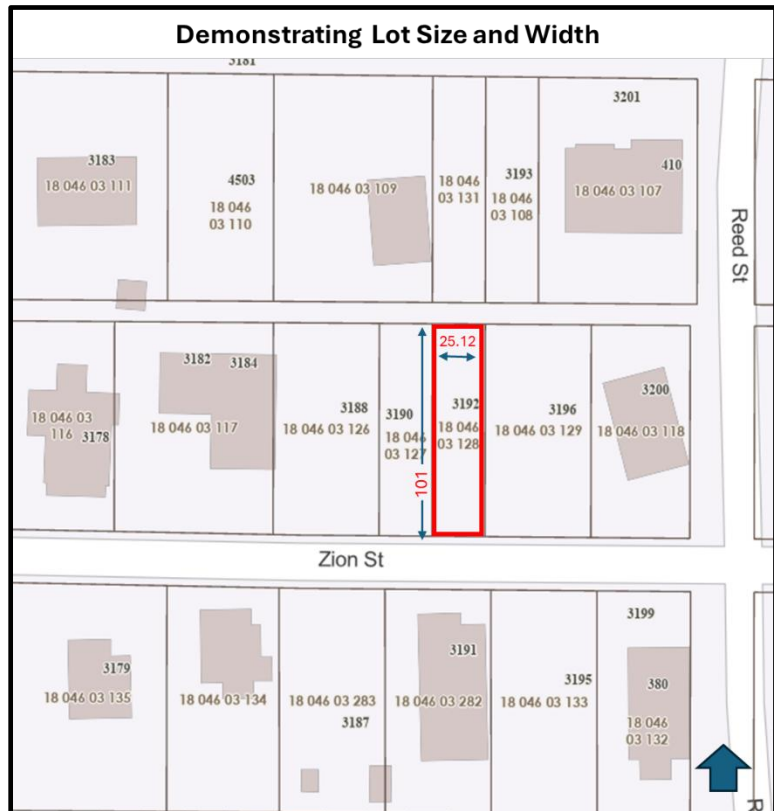 Demonstrating Lot Size and Width
3181
3201
3183
18 046 03 111
4503
18 046
03 110
18 046 03 109
18 046
03 131
3193
18 046
03 108
410
18 046 03 107
Reed St
25.12
101
18 046 03
116
3178
3182
3184
18 046 03 117
3188
18 046 03 126
3190
18 046
03 127
3192
18 046
03 128
3196
18 046 03 129
3200
18 046 03 118
Zion St
3179
18 046 03 135
18 046 03 134
18 046 03 283
3187
3191
18 046 03 282
3195
18 046 03 133
3199
380
18 046
03 132
R